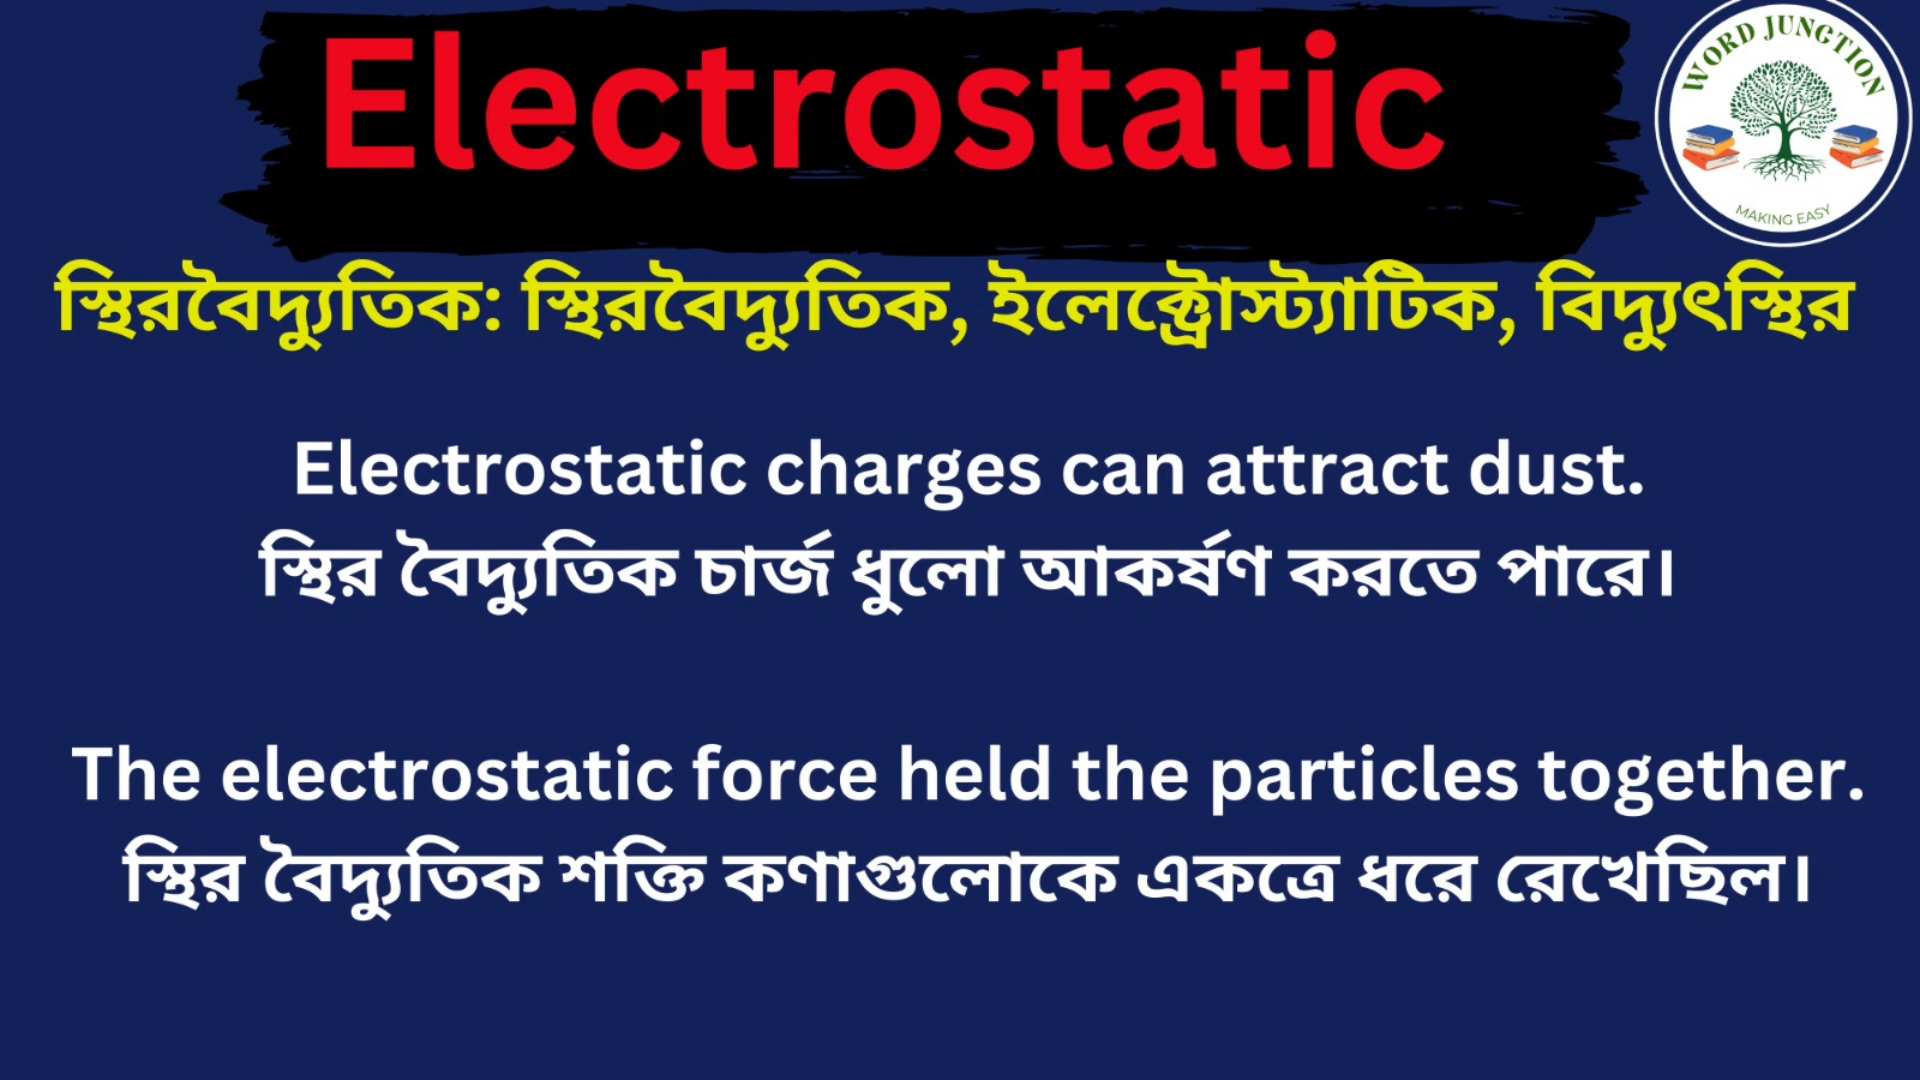 Electrostatic
WORD JUNCTION
MAKING EASY
স্থিরবৈদ্যুতিক: স্থিরবৈদ্যুতিক, ইলেক্ট্রোস্ট্যাটিক, বিদ্যুৎস্থির
Electrostatic charges can attract dust.
স্থির বৈদ্যুতিক চার্জ ধুলো আকর্ষণ করতে পারে।
The electrostatic force held the particles together.
স্থির বৈদ্যুতিক শক্তি কণাগুলোকে একত্রে ধরে রেখেছিল।